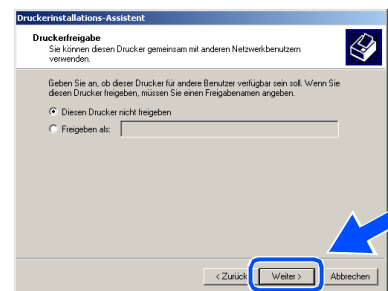 Druckerinstallations-Assistent
Druckerfreigabe
Sie können diesen Drucker gemeinsam mit anderen Netzwerkbenutzern
verwenden.
Geben Sie an, ob dieser Drucker für andere Benutzer verfügbar sein soll. Wenn Sie
diesen Drucker freigeben, müssen Sie einen Freigabenamen angeben.
Diesen Drucker nicht freigeben
Freigeben als:
< Zurück
Weiter >
Abbrechen